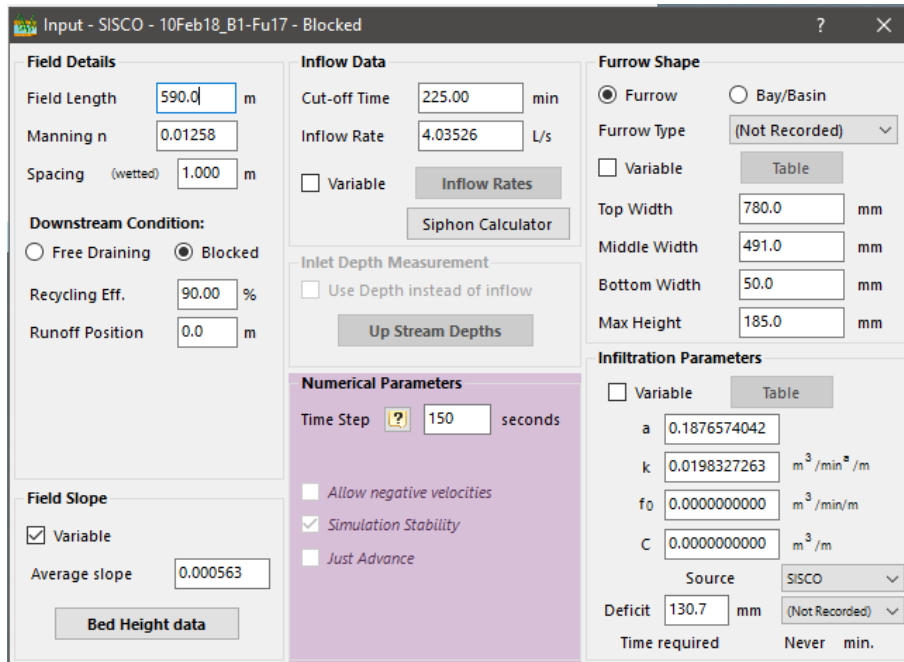 Input - SISCO - 10Feb18_B1-Fu17 - Blocked ? ×
Field Details
Field Length 590.0 m
Manning n 0.01258
Spacing (wetted) 1.000 m
Downstream Condition:
Free Draining Blocked
Recycling Eff. 90.00 %
Runoff Position 0.0 m
Field Slope
Variable
Average slope 0.000563
Bed Height data
Inflow Data
Cut-off Time 225.00 min
Inflow Rate 4.03526 L/s
Variable Inflow Rates
Siphon Calculator
Inlet Depth Measurement
Use Depth instead of inflow
Up Stream Depths
Numerical Parameters
Time Step ? 150 seconds
Allow negative velocities
Simulation Stability
Just Advance
Furrow Shape
Furrow Bay/Basin
Furrow Type (Not Recorded)
Variable Table
Top Width 780.0 mm
Middle Width 491.0 mm
Bottom Width 50.0 mm
Max Height 185.0 mm
Infiltration Parameters
Variable Table
a 0.1876574042
k 0.0198327263 m³/minᵃ/m
f₀ 0.0000000000 m³/min/m
C 0.0000000000 m³/m
Source SISCO
Deficit 130.7 mm (Not Recorded)
Time required Never min.